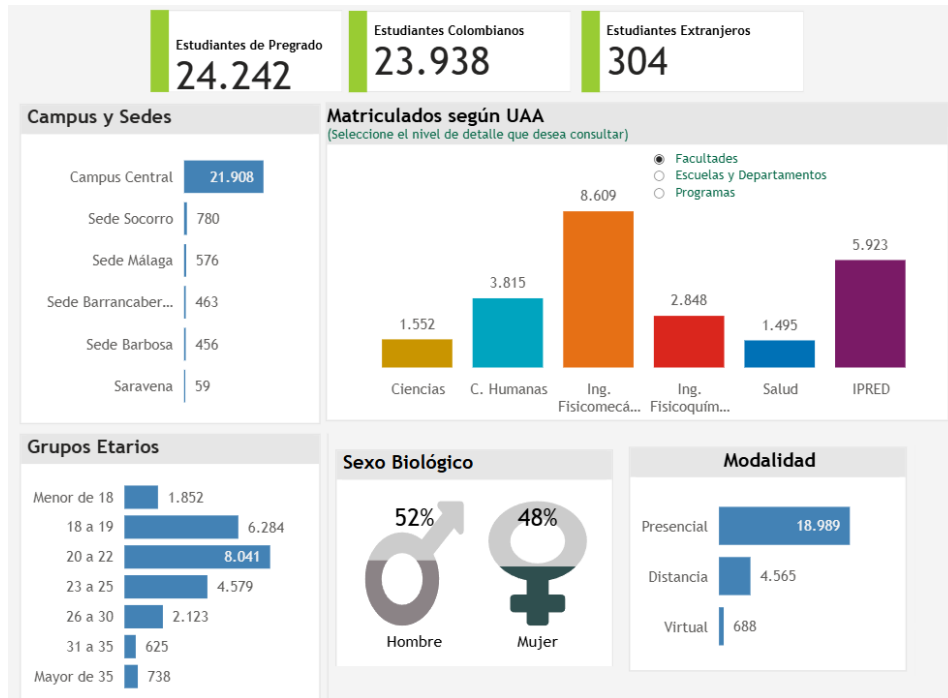 Estudiantes de Pregrado
24.242
Estudiantes Colombianos
23.938
Estudiantes Extranjeros
304
Campus y Sedes
Campus Central 21.908
Sede Socorro 780
Sede Málaga 576
Sede Barrancaber... 463
Sede Barbosa 456
Saravena 59
Matriculados según UAA
(Seleccione el nivel de detalle que desea consultar)
Facultades
Escuelas y Departamentos
Programas
1.552
3.815
8.609
2.848
1.495
5.923
Ciencias
C. Humanas
Ing.
Fisicomecá...
Ing.
Fisicoquím...
Salud
IPRED
Grupos Etarios
Menor de 18 1.852
18 a 19 6.284
20 a 22 8.041
23 a 25 4.579
26 a 30 2.123
31 a 35 625
Mayor de 35 738
Sexo Biológico
52%
48%
Hombre
Mujer
Modalidad
Presencial 18.989
Distancia 4.565
Virtual 688